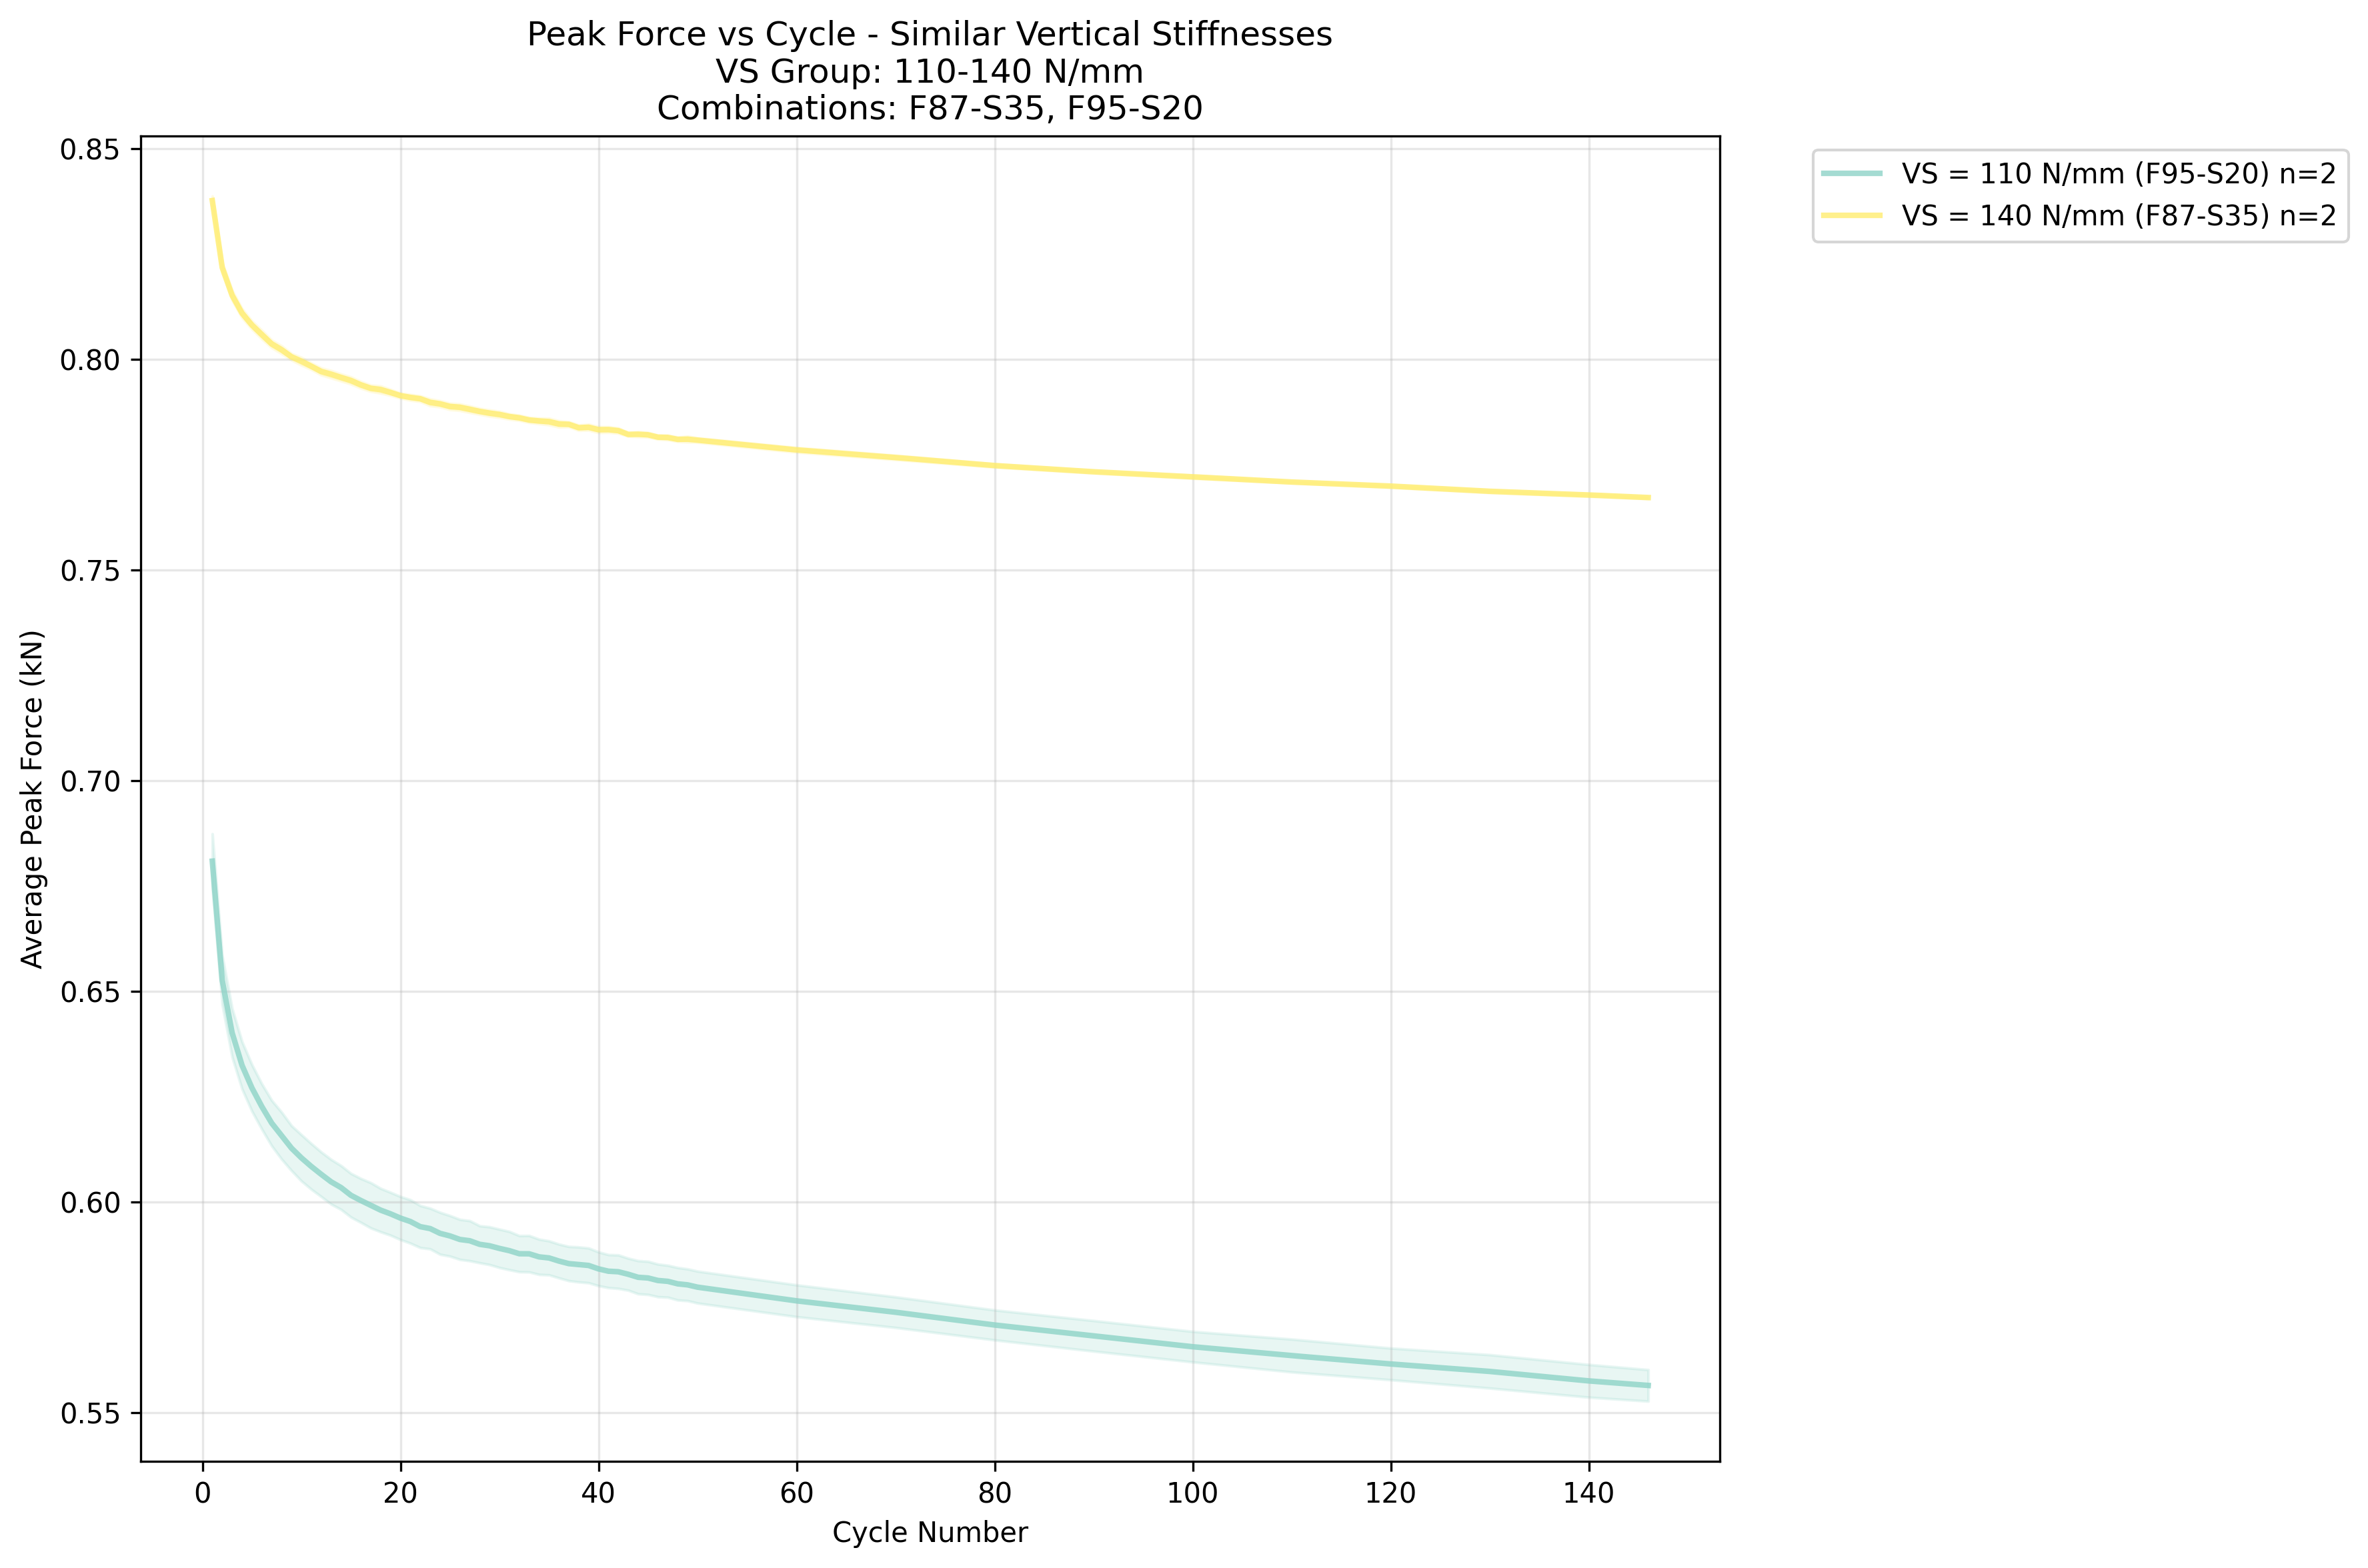 Peak Force vs Cycle - Similar Vertical Stiffnesses
VS Group: 110-140 N/mm
Combinations: F87-S35, F95-S20
VS = 110 N/mm (F95-S20) n=2
VS = 140 N/mm (F87-S35) n=2
Average Peak Force (kN)
0.85
0.80
0.75
0.70
0.65
0.60
0.55
0 20 40 60 80 100 120 140
Cycle Number